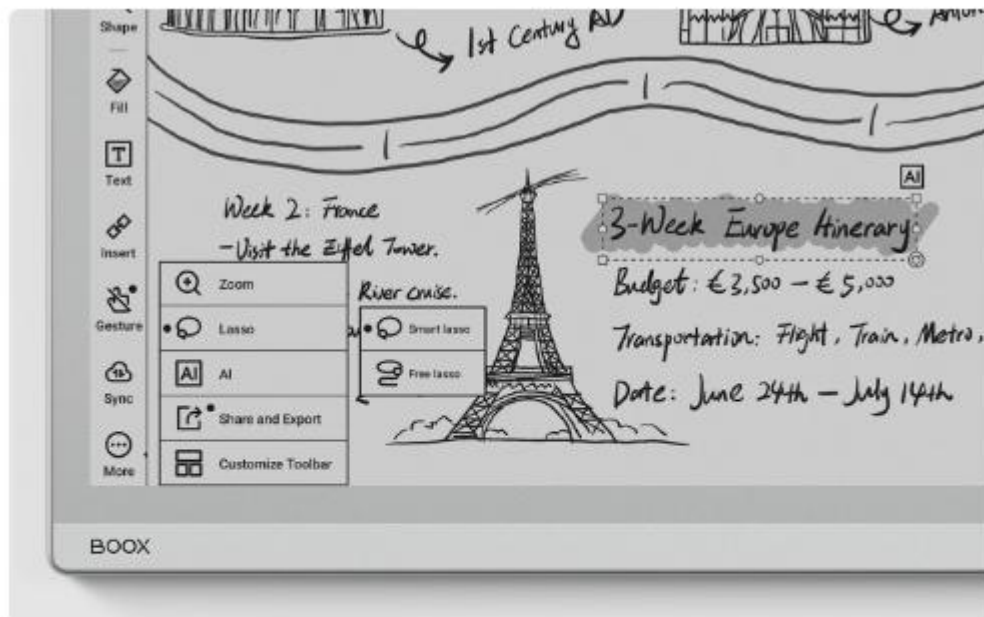 Shape
1st Century AD
Fill
Text
AI
Week 2: France
3-Week Europe Itinerary
-Visit the Eiffel Tower.
Insert
Zoom
River cruise.
Budget: €3,500 - €5,000
Gesture
Lasso
Smart lasso
Transportation: Flight, Train, Metro,
AI AI
Free lasso
Sync
Date: June 24th - July 14th
Share and Export
More
Customize Toolbar
BOOX